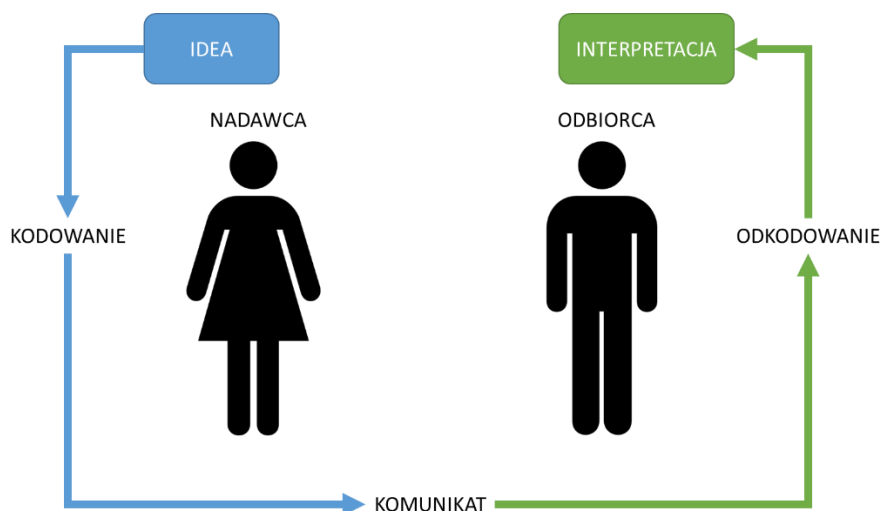 IDEA
INTERPRETACJA
NADAWCA
ODBIORCA
KODOWANIE
ODKODOWANIE
KOMUNIKAT